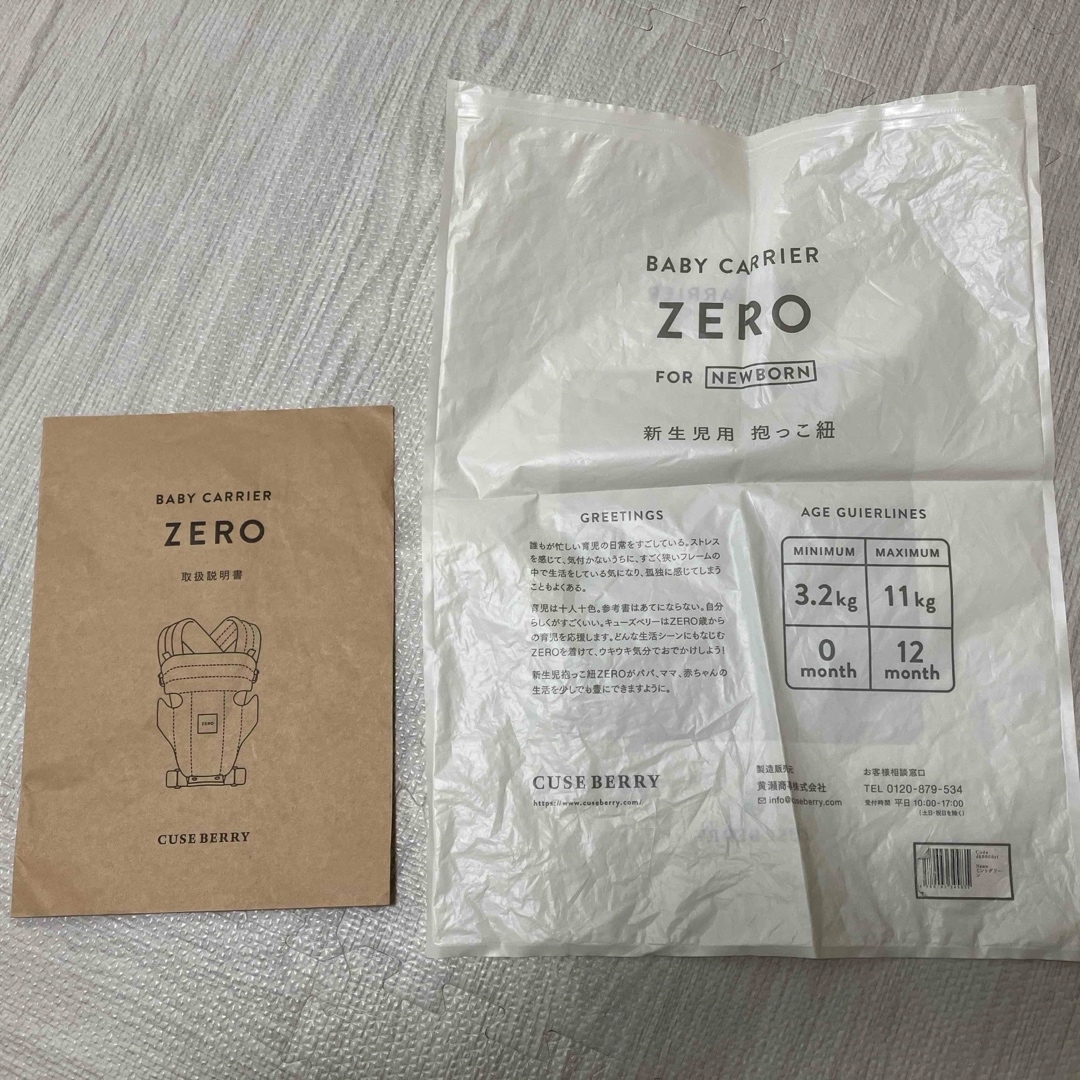 BABY CARRIER
ZERO
取扱説明書
ZERO
CUSE BERRY
BABY CARRIER
ZERO
FOR NEWBORN
新生児用 抱っこ紐
GREETINGS
誰もが忙しい育児の日常をすごしている。ストレス
を感じて、気付かないうちに、すごく狭いフレームの
中で生活をしている気になり、孤独に感じてしまう
こともよくある。
育児は十人十色。参考書はあてにならない。自分
らしくがすごくいい。キューズベリーはZERO歳から
の育児を応援します。どんな生活シーンにもなじむ
ZEROを着けて、ウキウキ気分でおでかけしよう!
新生児抱っこ紐ZEROがパパ、ママ、赤ちゃんの
生活を少しでも豊にできますように。
AGE GUIERLINES
MINIMUM MAXIMUM
3.2kg 11kg
0 month 12 month
CUSE BERRY
https://www.cuseberry.com/
製造販売元
黄瀬商事株式会社
info@cuseberry.com
お客様相談窓口
TEL 0120-879-534
受付時間 平日 10:00-17:00
(土日・祝日を除く)
Code
Name